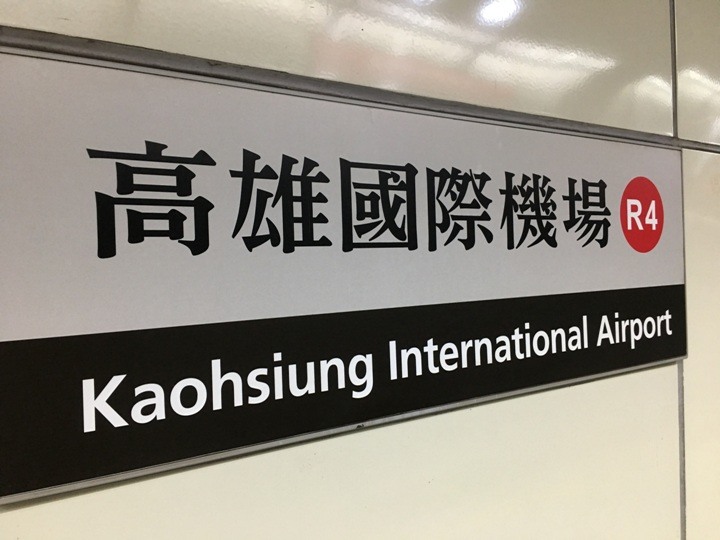 高雄國際機場 R4
Kaohsiung International Airport